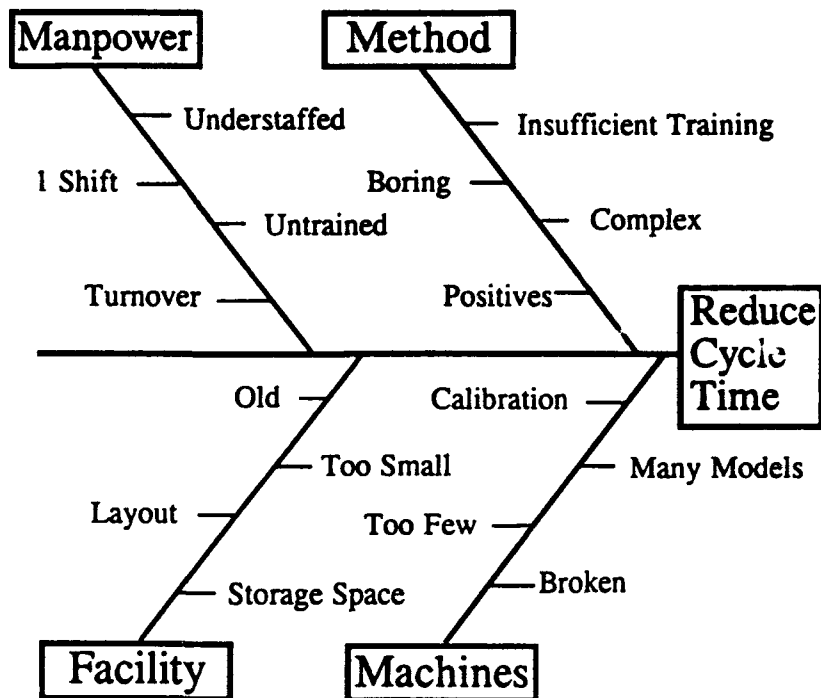 Manpower
Method
Understaffed
Insufficient Training
1 Shift
Boring
Untrained
Complex
Turnover
Positives
Reduce
Cycle
Time
Old
Calibration
Too Small
Many Models
Layout
Too Few
Storage Space
Broken
Facility
Machines